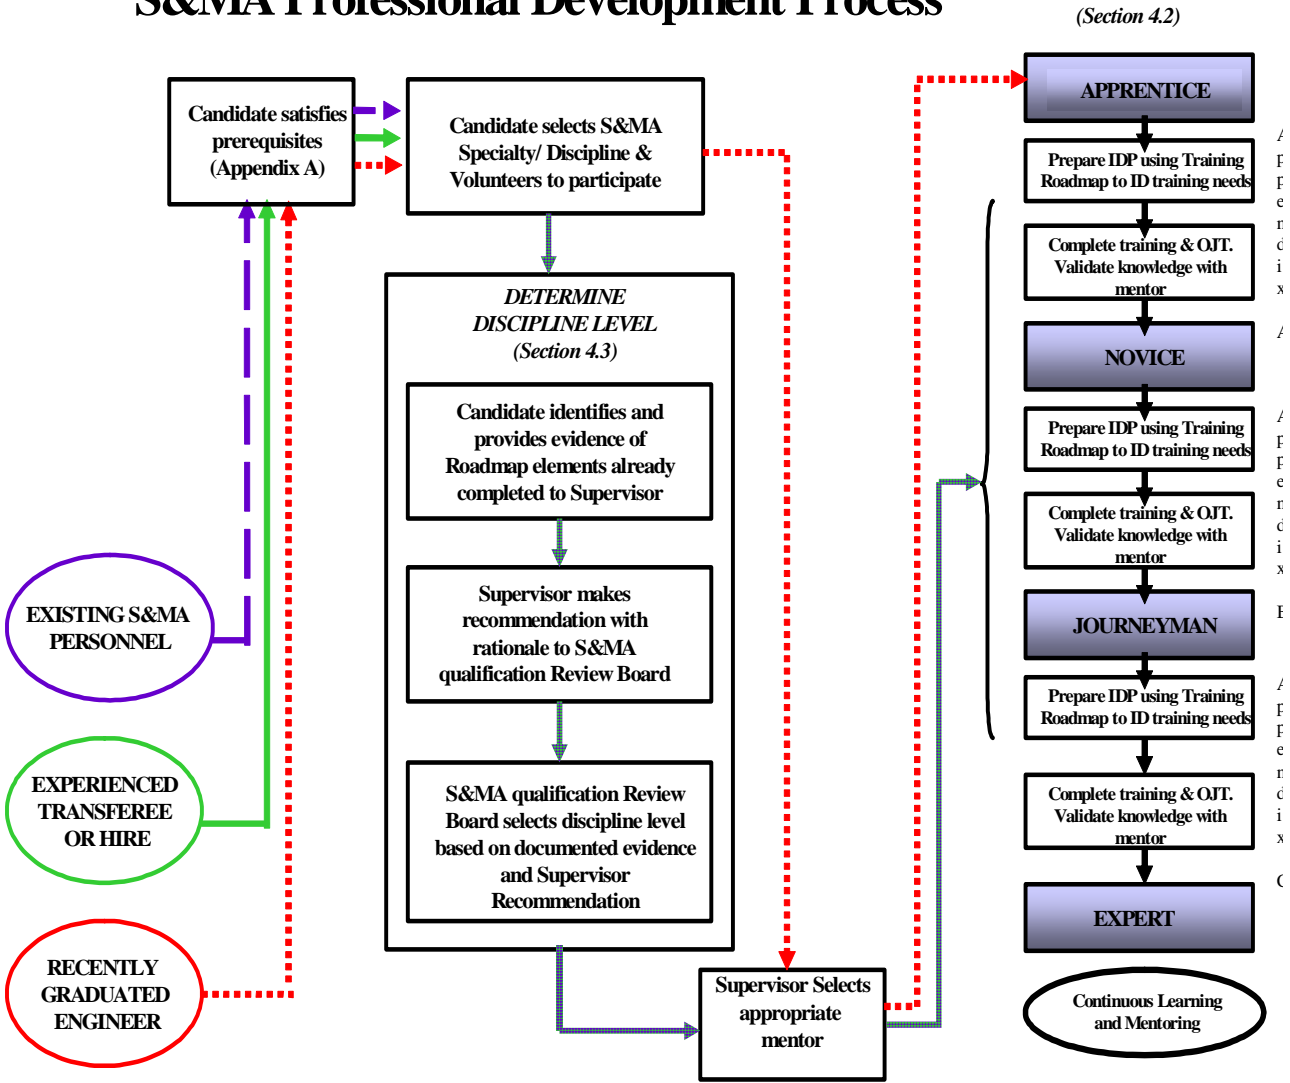 S&MA Professional Development Process
(Section 4.2)
Candidate satisfies
prerequisites
(Appendix A)
Candidate selects S&MA
Specialty/ Discipline &
Volunteers to participate
DETERMINE
DISCIPLINE LEVEL
(Section 4.3)
Candidate identifies and
provides evidence of
Roadmap elements already
completed to Supervisor
Supervisor makes
recommendation with
rationale to S&MA
qualification Review Board
S&MA qualification Review
Board selects discipline level
based on documented evidence
and Supervisor
Recommendation
EXISTING S&MA
PERSONNEL
EXPERIENCED
TRANSFEREE
OR HIRE
RECENTLY
GRADUATED
ENGINEER
Supervisor Selects
appropriate
mentor
APPRENTICE
Prepare IDP using Training
Roadmap to ID training needs
Complete training & OJT.
Validate knowledge with
mentor
NOVICE
Prepare IDP using Training
Roadmap to ID training needs
Complete training & OJT.
Validate knowledge with
mentor
JOURNEYMAN
Prepare IDP using Training
Roadmap to ID training needs
Complete training & OJT.
Validate knowledge with
mentor
EXPERT
Continuous Learning
and Mentoring